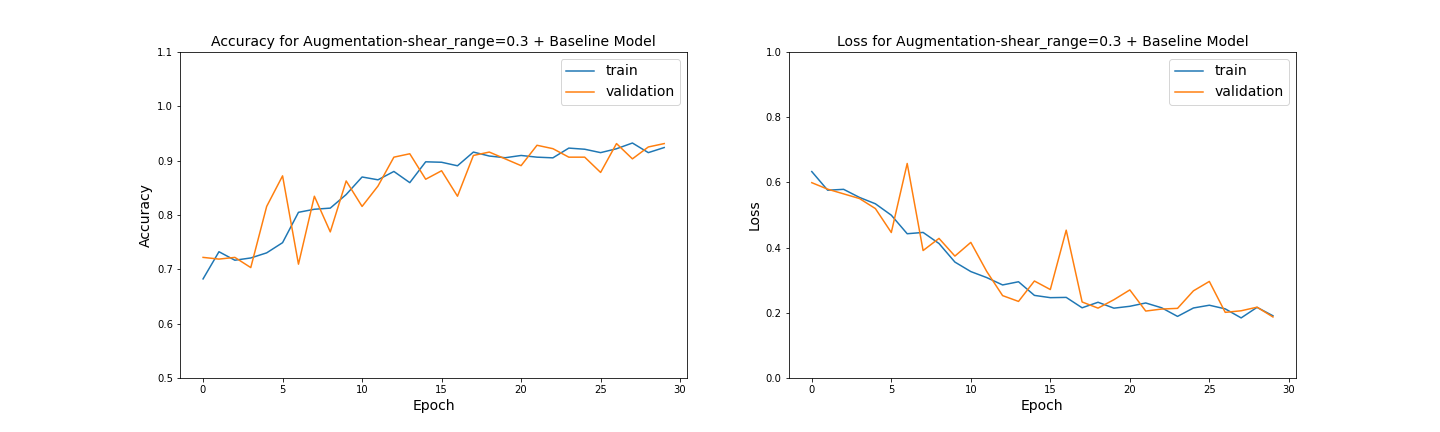 Accuracy for Augmentation-shear_range=0.3 + Baseline Model
1.1
1.0
0.9
0.8
0.7
0.6
0.5
Accuracy
train
validation
0 5 10 15 20 25 30
Epoch
Loss for Augmentation-shear_range=0.3 + Baseline Model
1.0
0.8
0.6
0.4
0.2
0.0
Loss
train
validation
0 5 10 15 20 25 30
Epoch